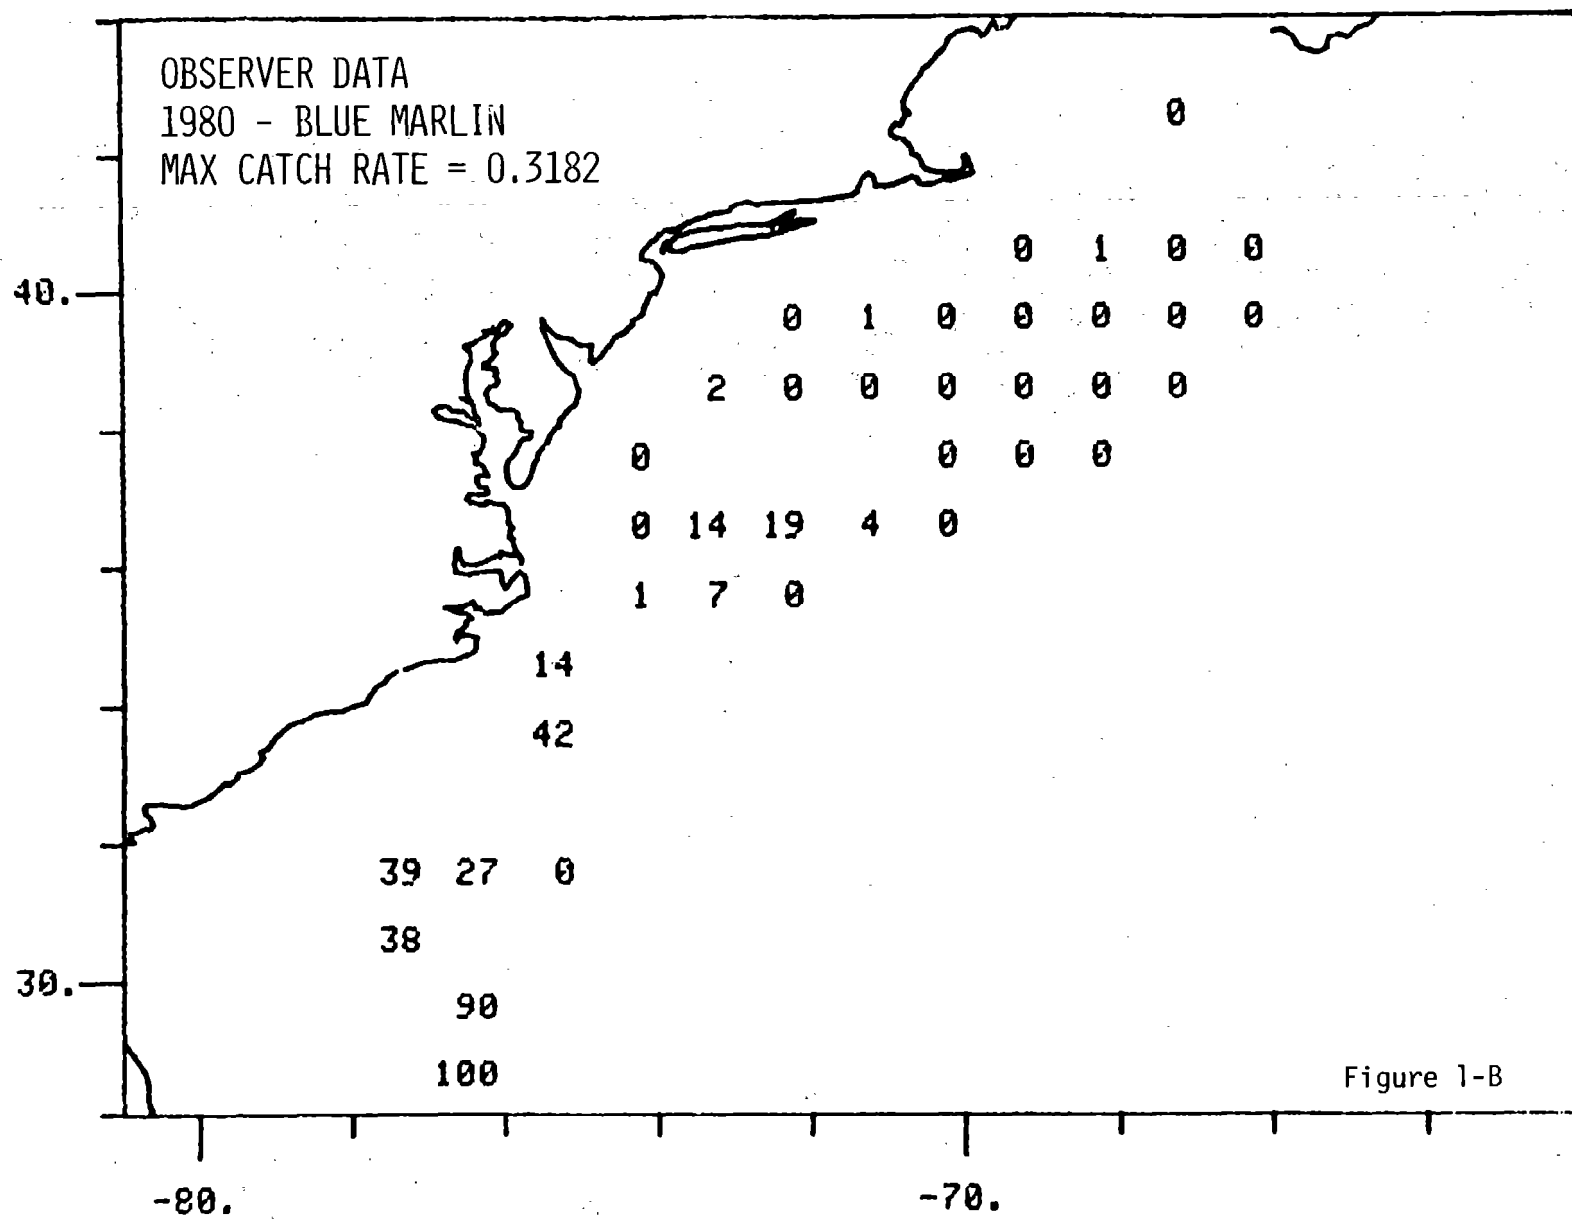 OBSERVER DATA
1980 - BLUE MARLIN
MAX CATCH RATE = 0.3182
0
0 1 0 0
40.
0 1 0 0 0 0 0
2 0 0 0 0 0 0
0 0 0 0
0 14 19 4 0
1 7 0
14
42
39 27 0
38
30.
90
100
Figure 1-B
-80. -70.